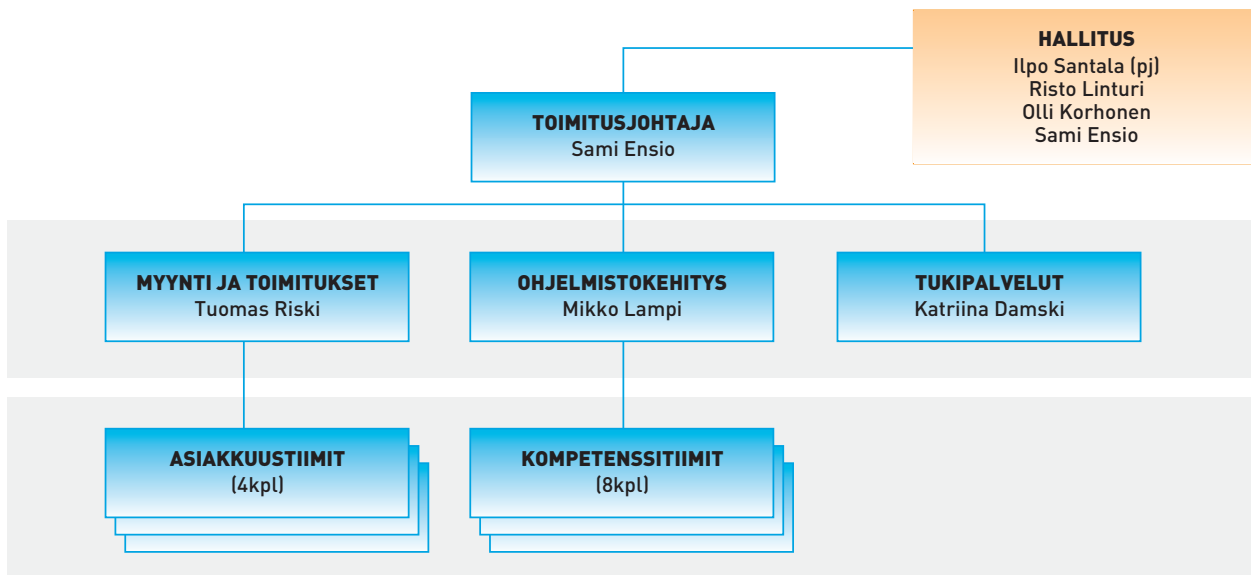 HALLITUS
Ilpo Santala (pj)
Risto Linturi
Olli Korhonen
Sami Ensio
TOIMITUSJOHTAJA
Sami Ensio
MYYNTI JA TOIMITUKSET
Tuomas Riski
OHJELMISTOKEHITYS
Mikko Lampi
TUKIPALVELUT
Katriina Damski
ASIAKKUUSTIIMIT
(4kpl)
KOMPETENSSITIIMIT
(8kpl)